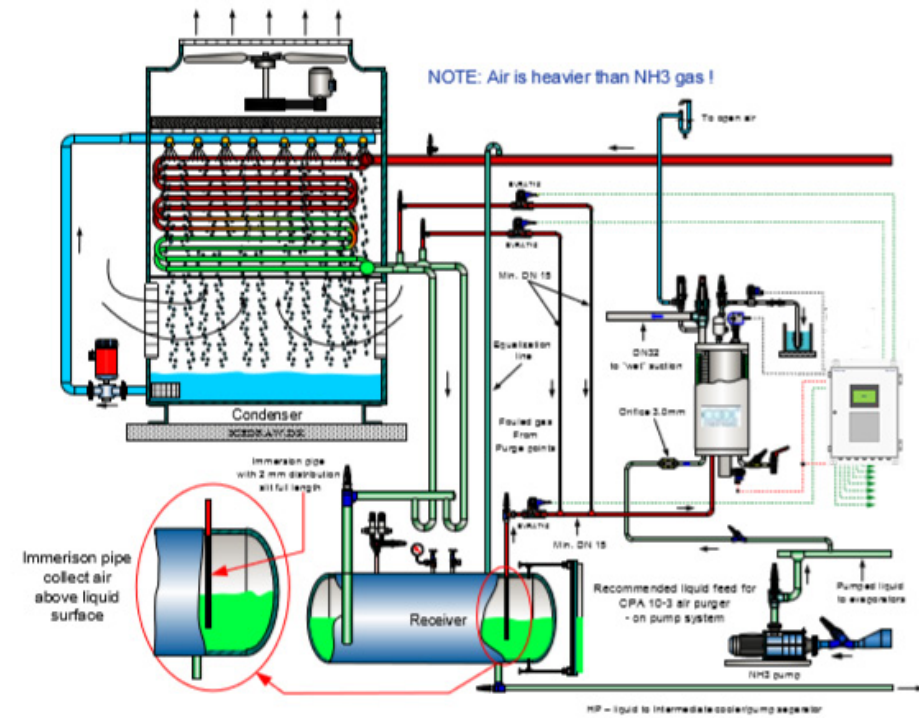 NOTE: Air is heavier than NH3 gas !
To open air
Min. DN 15
Equalization
line
DN32
to "wet" suction
Orifice 3.0mm
Fouled gas
From
Purge points
Condenser
Immersion pipe
with 2 mm distribution
slit full length
Immerison pipe
collect air
above liquid
surface
Receiver
Min. DN 15
Recommended liquid feed for
CPA 10-3 air purger
- on pump system
Pumped liquid
to evaporators
NH3 pump
HP – liquid to intermediate cooler/pump separator